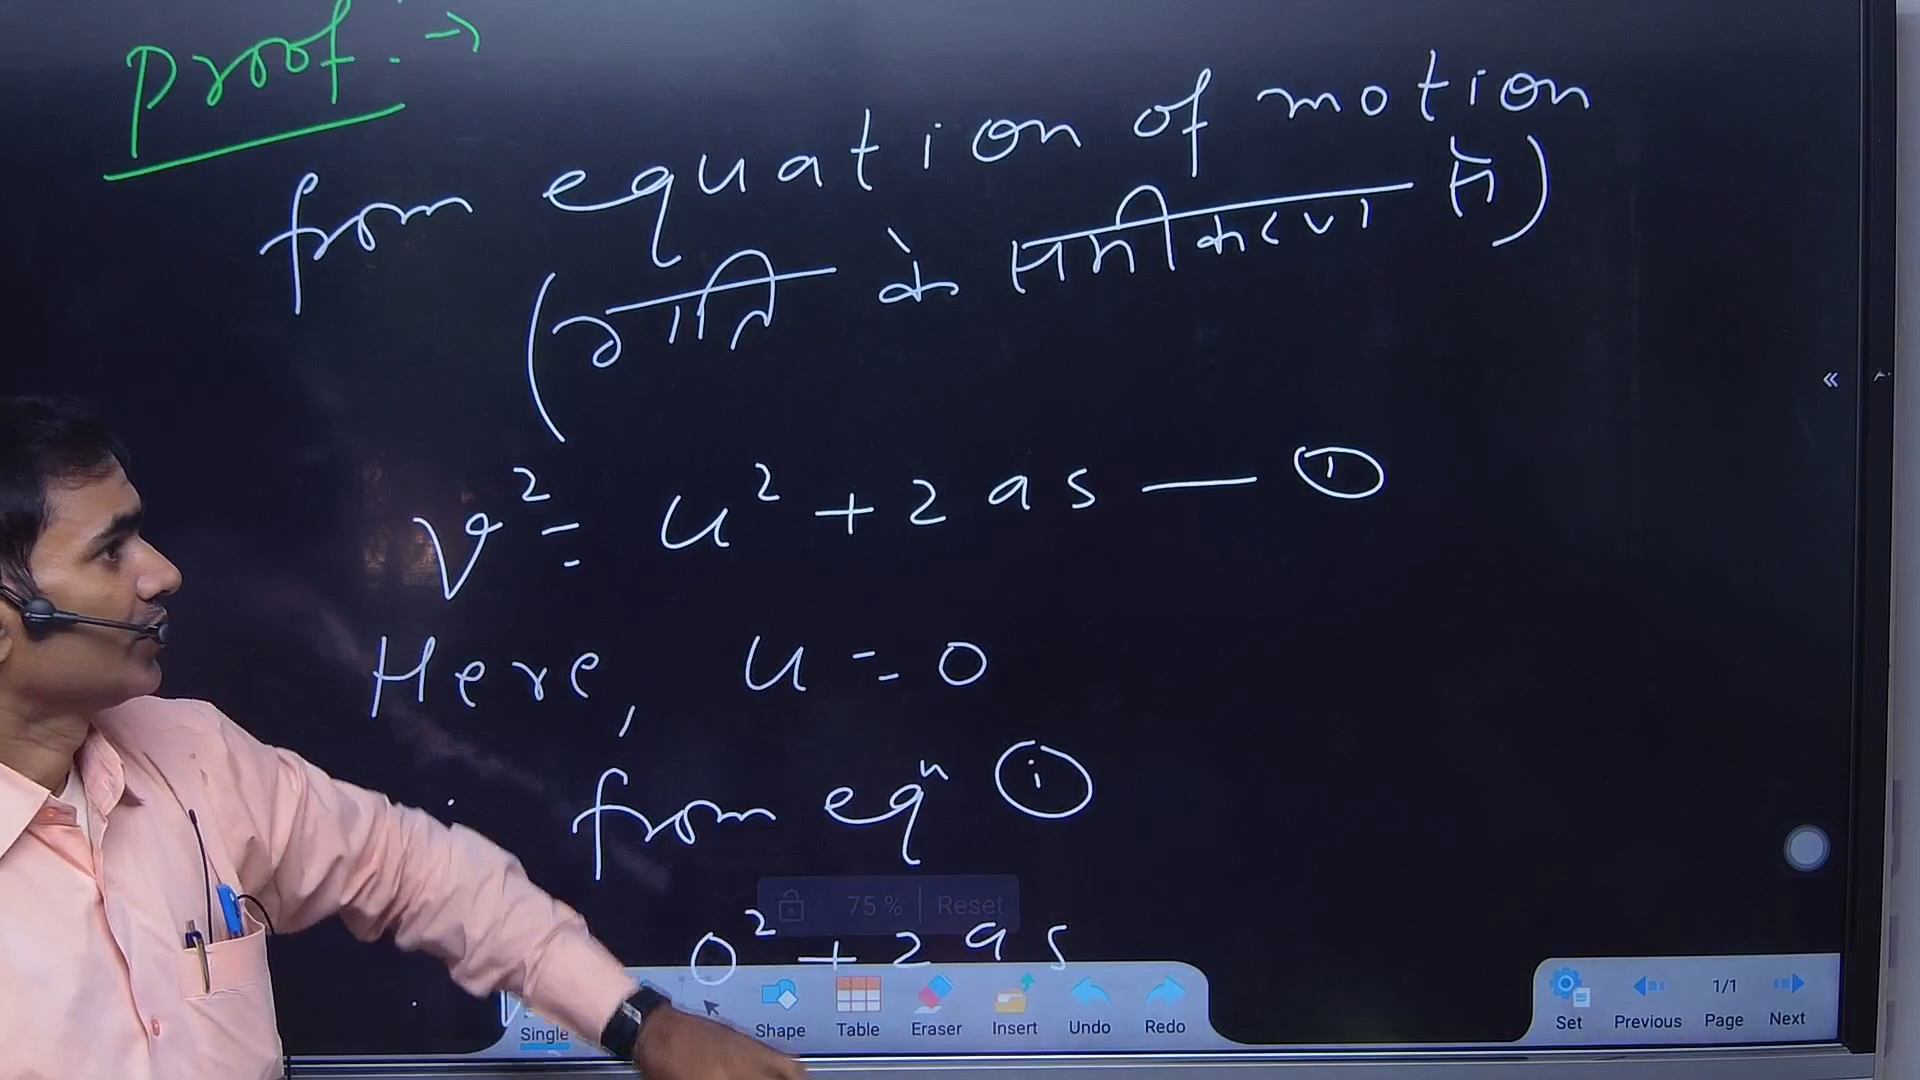 Proof :→
from equation of motion
(गति के समीकरण से)
v² = u² + 2as — ①
Here, u = 0
from eqⁿ ⓘ
0² + 2as
75 % | Reset
Single Shape Table Eraser Insert Undo Redo
Set Previous 1/1 Page Next